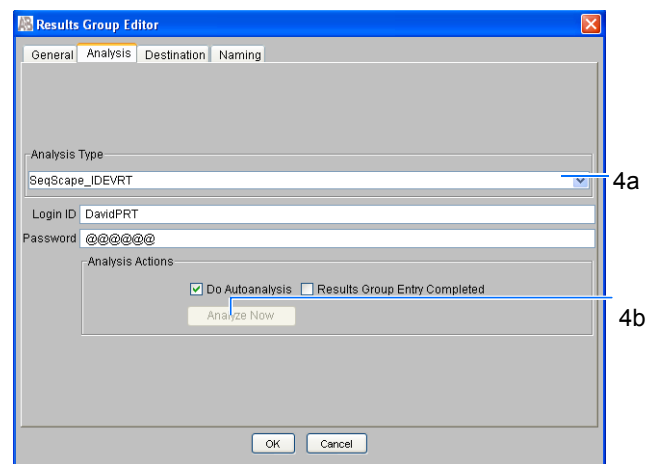 Results Group Editor
General Analysis Destination Naming
Analysis Type
SeqScape_IDEVRT
4a
Login ID DavidPRT
Password @@@@@@
Analysis Actions
Do Autoanalysis Results Group Entry Completed
Analyze Now
4b
OK Cancel